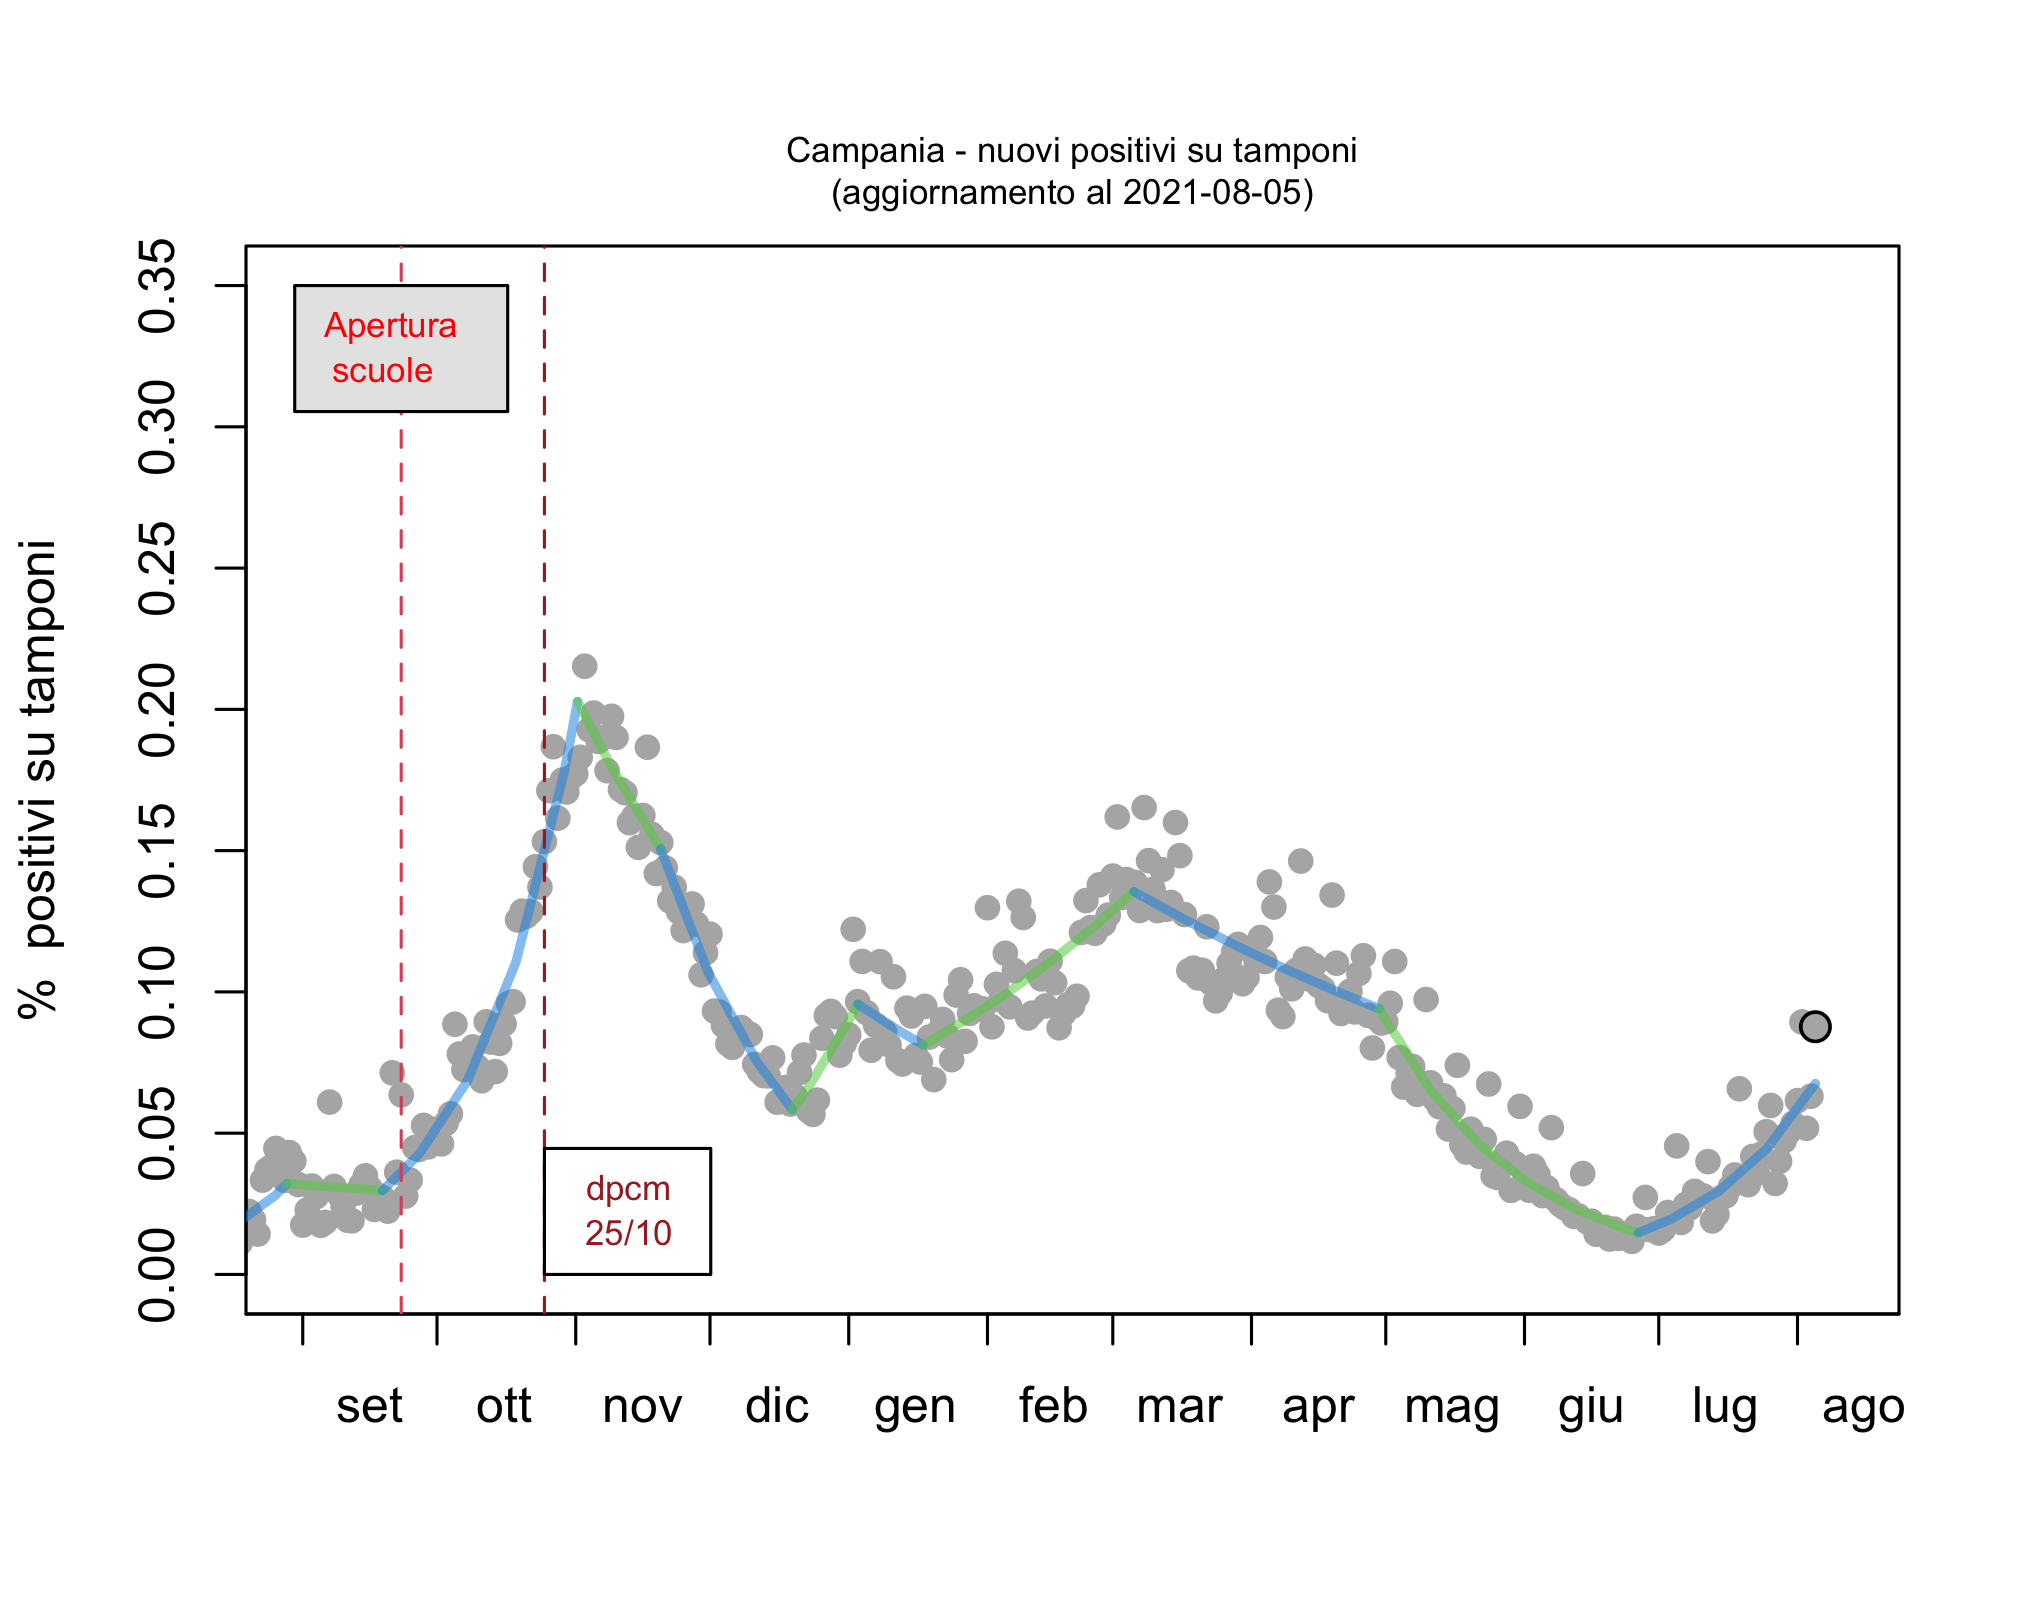 Campania - nuovi positivi su tamponi
(aggiornamento al 2021-08-05)
% positivi su tamponi
0.35
0.30
0.25
0.20
0.15
0.10
0.05
0.00
Apertura
scuole
dpcm
25/10
set ott nov dic gen feb mar apr mag giu lug ago